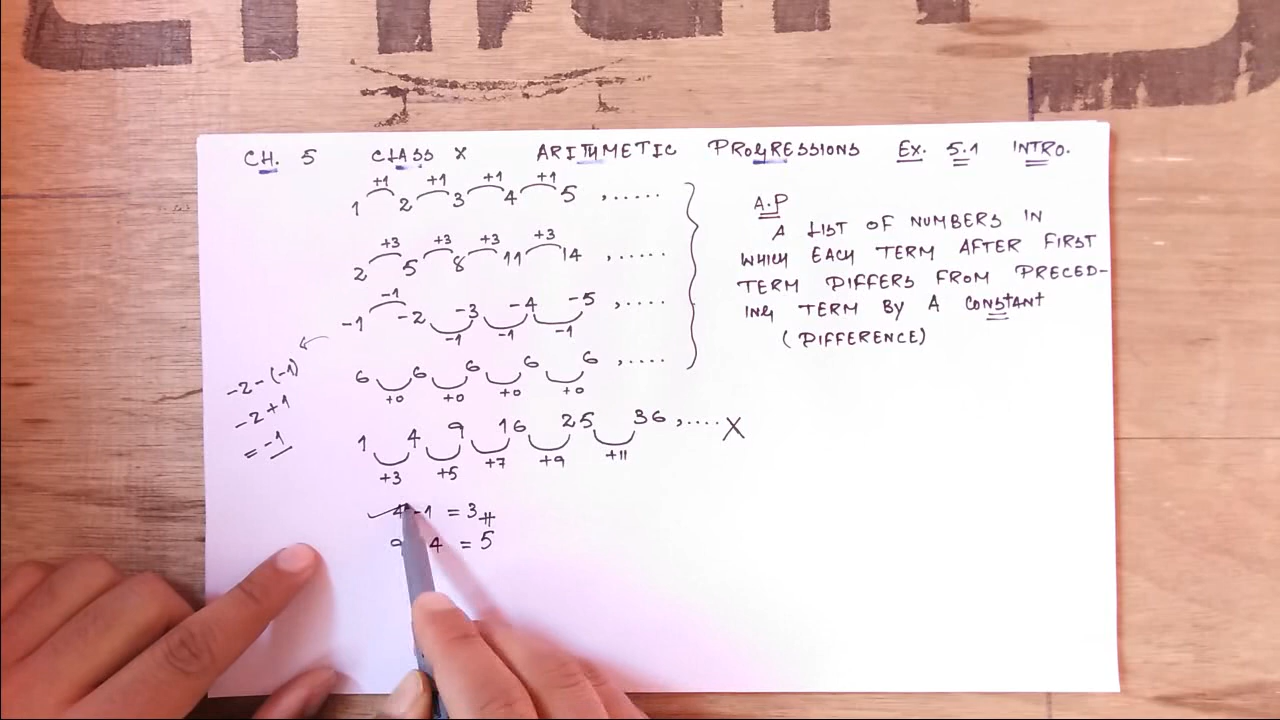 CH. 5 CLASS X ARITHMETIC PROGRESSIONS Ex. 5.1 INTRO.
+1 +1 +1 +1
1 2 3 4 5 , .....
+3 +3 +3 +3
2 5 8 11 14 , .....
-1
-1 -2 -3 -4 -5 , ....
-1 -1 -1
6 6 6 6 6 , ....
+0 +0 +0 +0
1 4 9 16 25 36 , .... X
+3 +5 +7 +9 +11
4 -1 = 3
9 4 = 5
-2-(-1)
-2+1
= -1
A.P
A LIST OF NUMBERS IN
WHICH EACH TERM AFTER FIRST
TERM DIFFERS FROM PRECED-
ING TERM BY A CONSTANT
(DIFFERENCE)